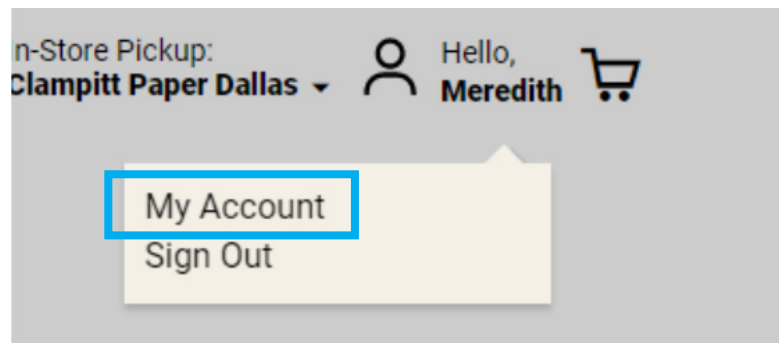 n-Store Pickup:
Clampitt Paper Dallas
Hello,
Meredith
My Account
Sign Out